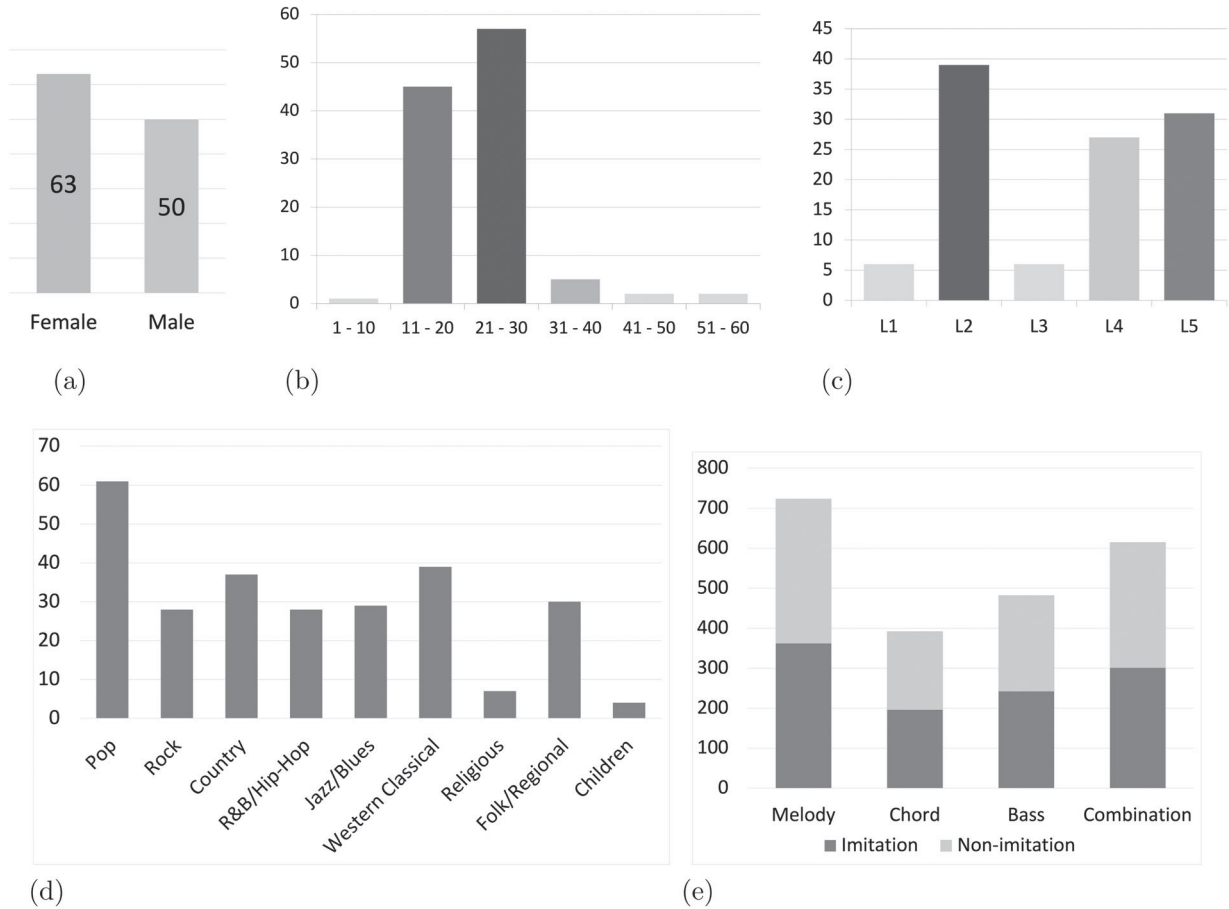 63
50
Female Male
(a)
60
50
40
30
20
10
0
1 - 10 11 - 20 21 - 30 31 - 40 41 - 50 51 - 60
(b)
45
40
35
30
25
20
15
10
5
0
L1 L2 L3 L4 L5
(c)
70
60
50
40
30
20
10
0
Pop
Rock
Country
R&B/Hip-Hop
Jazz/Blues
Western Classical
Religious
Folk/Regional
Children
(d)
800
700
600
500
400
300
200
100
0
Melody Chord Bass Combination
Imitation Non-imitation
(e)